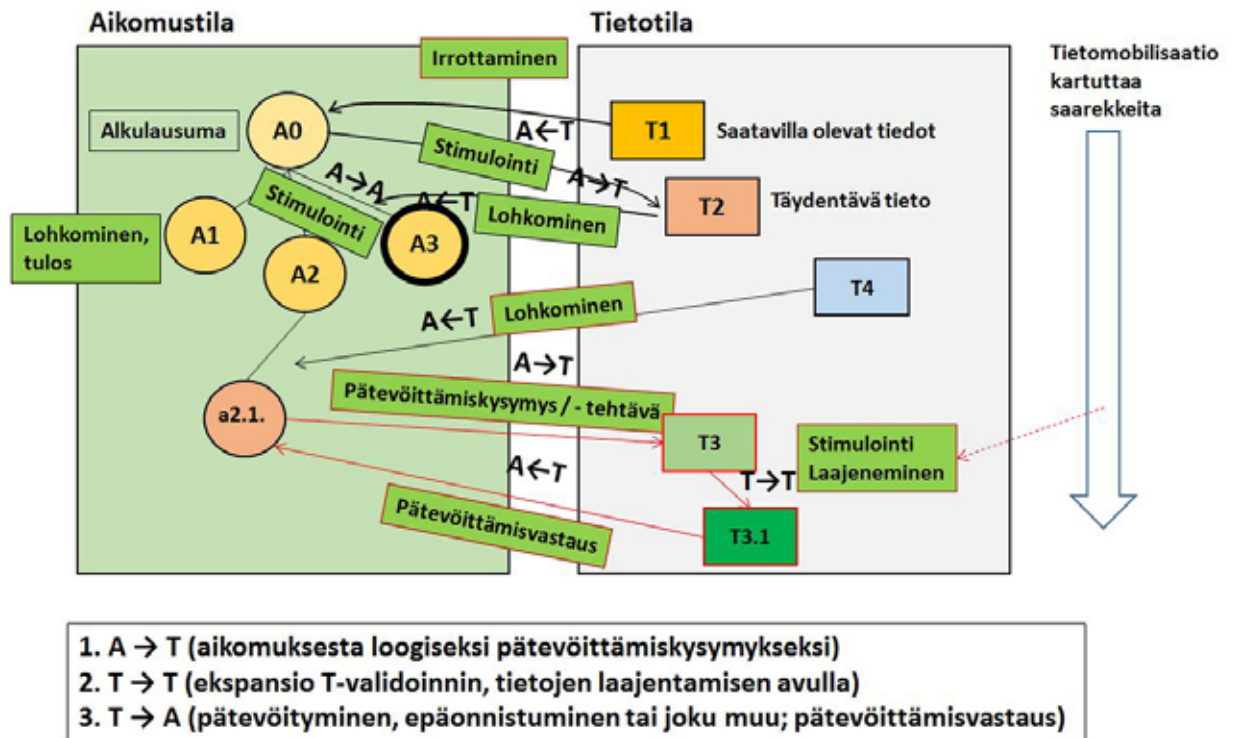 Aikomustila
Tietotila
Irrottaminen
Tietomobilisaatio
kartuttaa
saarekkeita
Alkulausuma
A0
A←T
T1
Saatavilla olevat tiedot
Stimulointi
A→T
A→A
Stimulointi
A←T
Lohkominen
T2
Täydentävä tieto
Lohkominen,
tulos
A1
A2
A3
T4
A←T
Lohkominen
A→T
Pätevöittämiskysymys / - tehtävä
a2.1.
T3
Stimulointi
Laajeneminen
A←T
T→T
Pätevöittämisvastaus
T3.1
1. A → T (aikomuksesta loogiseksi pätevöittämiskysymykseksi)
2. T → T (ekspansio T-validoinnin, tietojen laajentamisen avulla)
3. T → A (pätevöityminen, epäonnistuminen tai joku muu; pätevöittämisvastaus)